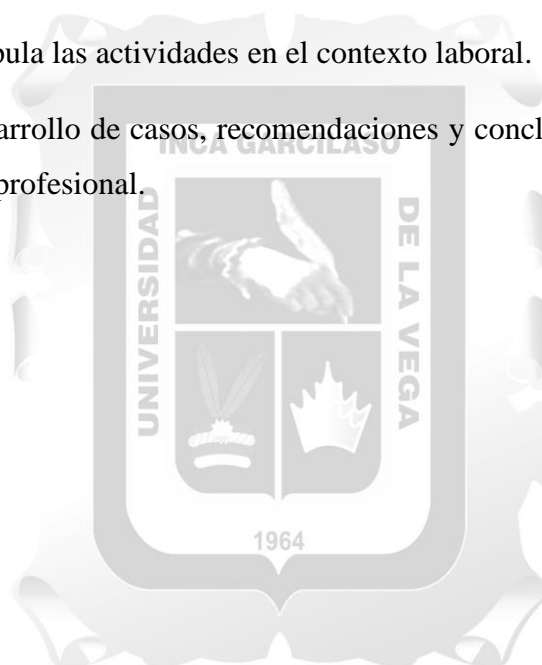 pula las actividades en el contexto laboral.
arrollo de casos, recomendaciones y concl
profesional.
INCA GARCILASO
UNIVERSIDAD
DE LA VEGA
1964